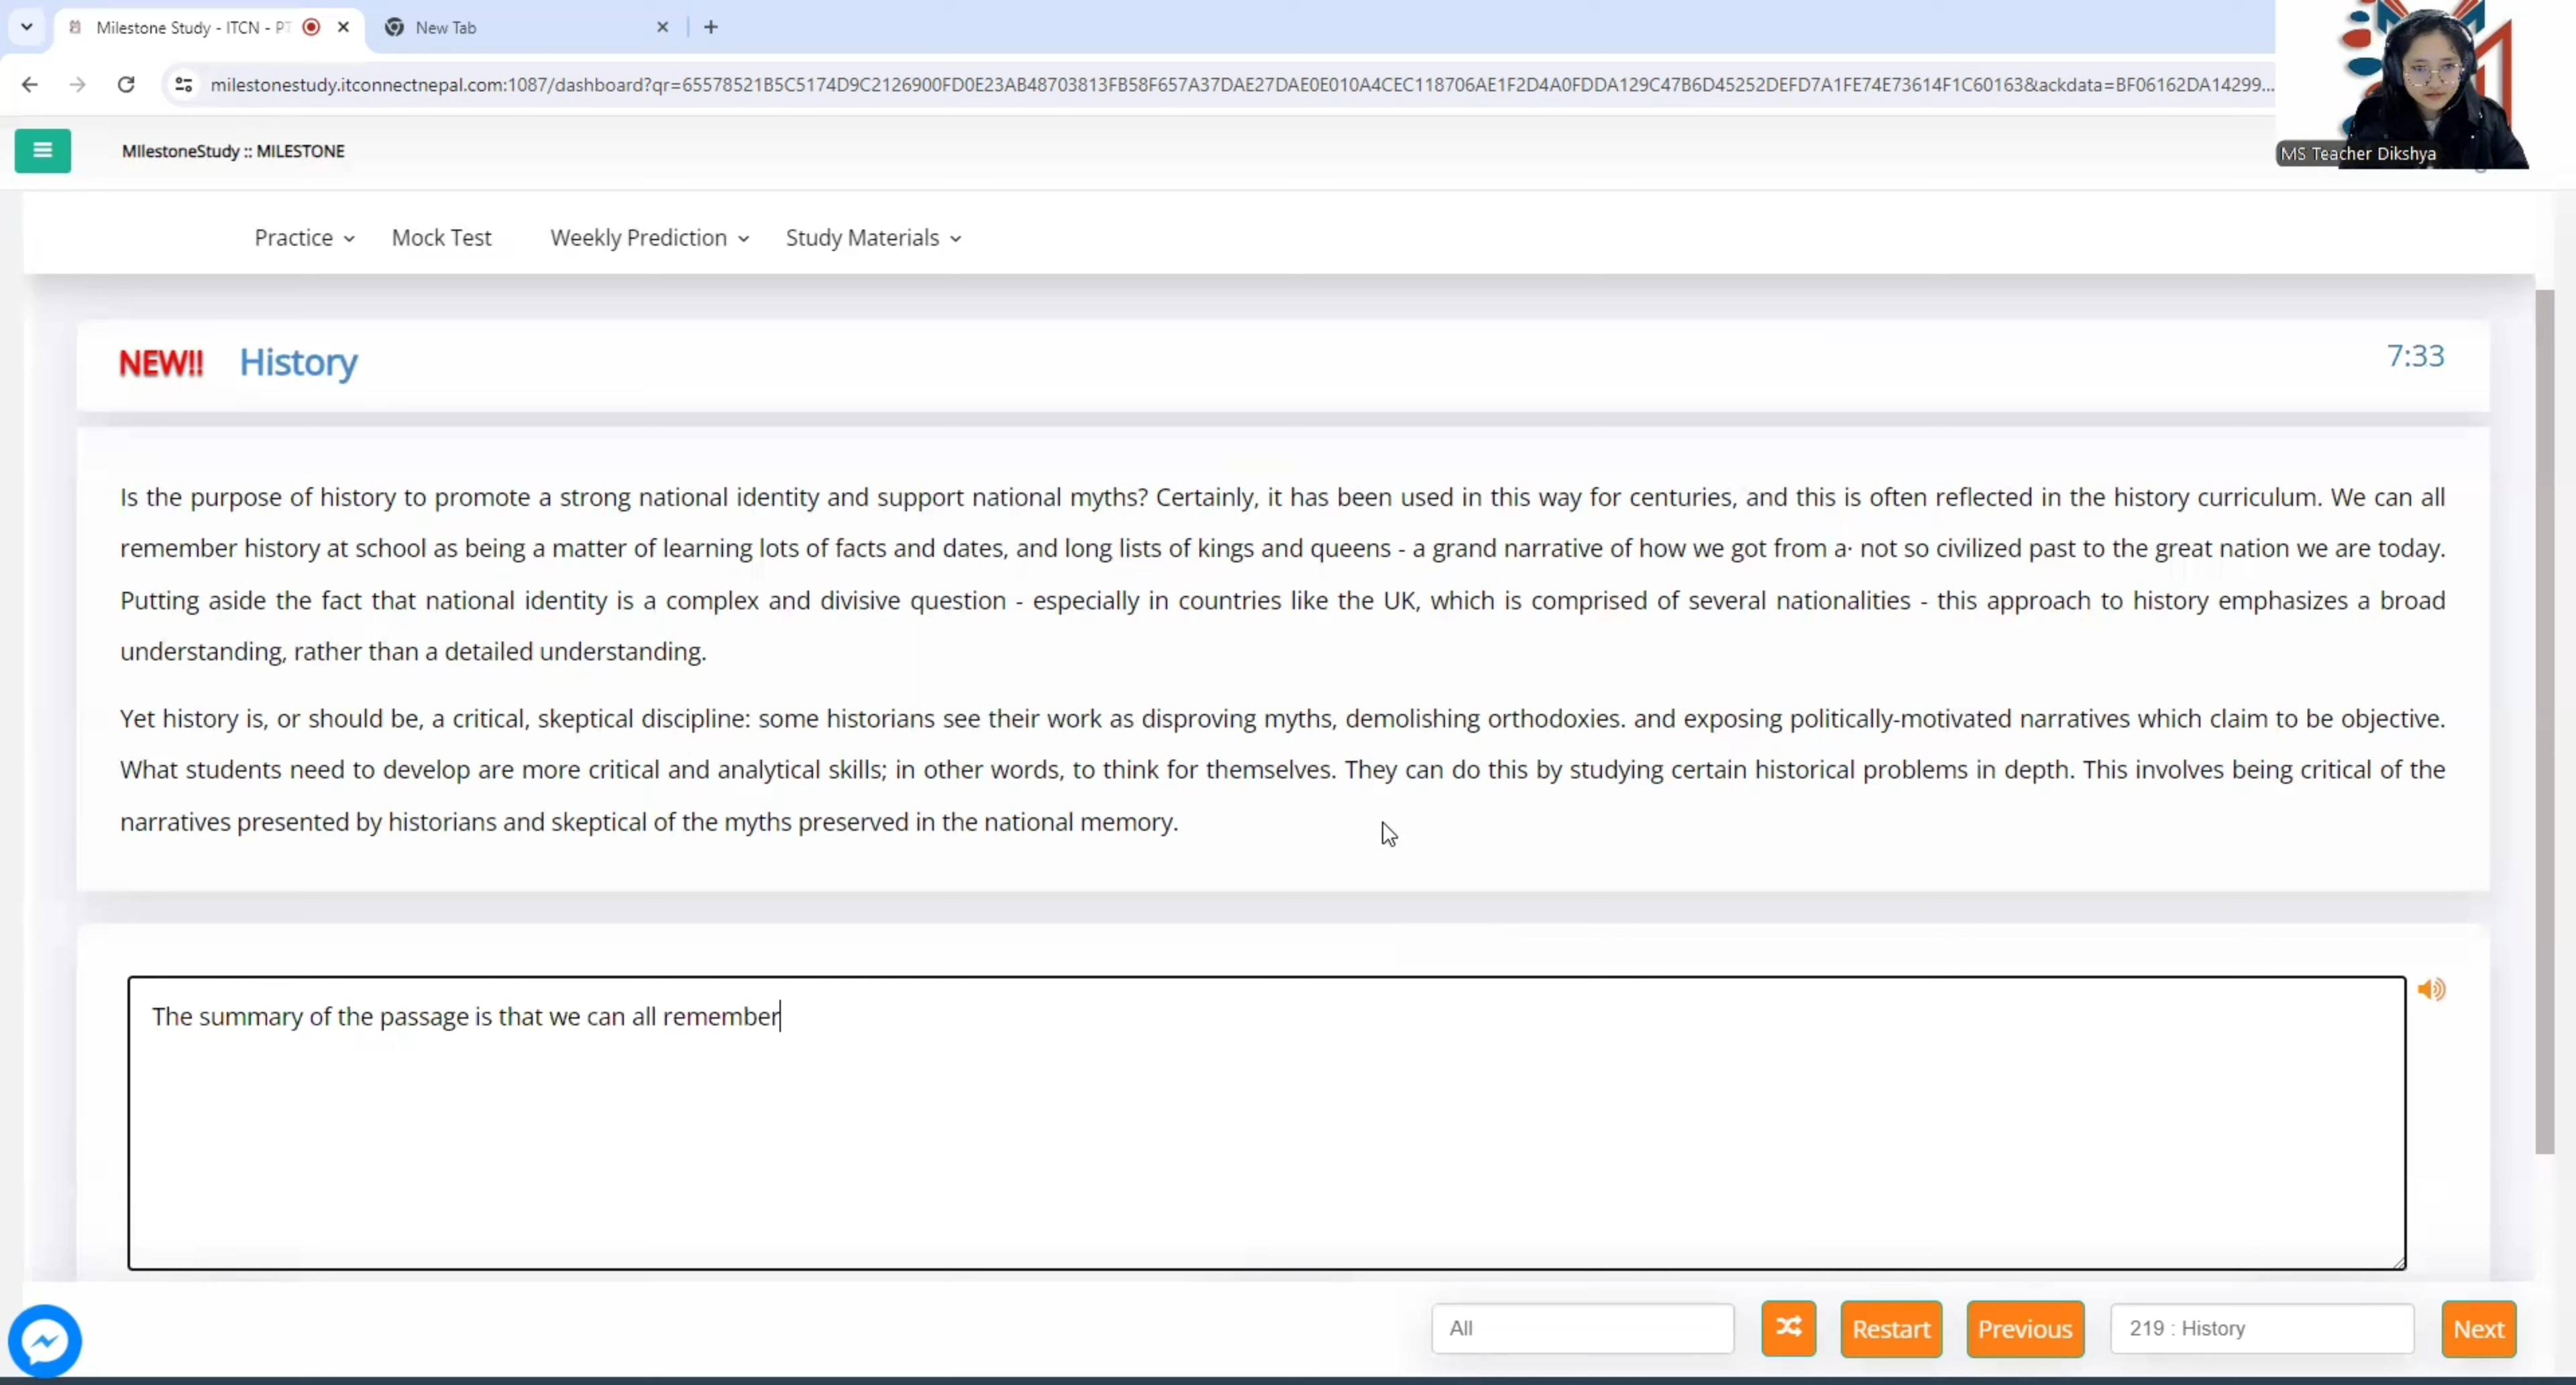 Milestone Study - ITCN - PT
New Tab
milestonestudy.itconnectnepal.com:1087/dashboard?qr=65578521B5C5174D9C2126900FD0E23AB48703813FB58F657A37DAE27DAE0E010A4CEC118706AE1F2D4A0FDDA129C47B6D45252DEFD7A1FE74E73614F1C60163&ackdata=BF06162DA14299...
MIlestoneStudy :: MILESTONE
MS Teacher Dikshya
Practice
Mock Test
Weekly Prediction
Study Materials
NEW!! History
7:33
Is the purpose of history to promote a strong national identity and support national myths? Certainly, it has been used in this way for centuries, and this is often reflected in the history curriculum. We can all
remember history at school as being a matter of learning lots of facts and dates, and long lists of kings and queens - a grand narrative of how we got from a· not so civilized past to the great nation we are today.
Putting aside the fact that national identity is a complex and divisive question - especially in countries like the UK, which is comprised of several nationalities - this approach to history emphasizes a broad
understanding, rather than a detailed understanding.
Yet history is, or should be, a critical, skeptical discipline: some historians see their work as disproving myths, demolishing orthodoxies. and exposing politically-motivated narratives which claim to be objective.
What students need to develop are more critical and analytical skills; in other words, to think for themselves. They can do this by studying certain historical problems in depth. This involves being critical of the
narratives presented by historians and skeptical of the myths preserved in the national memory.
The summary of the passage is that we can all remember
All
Restart
Previous
219 : History
Next